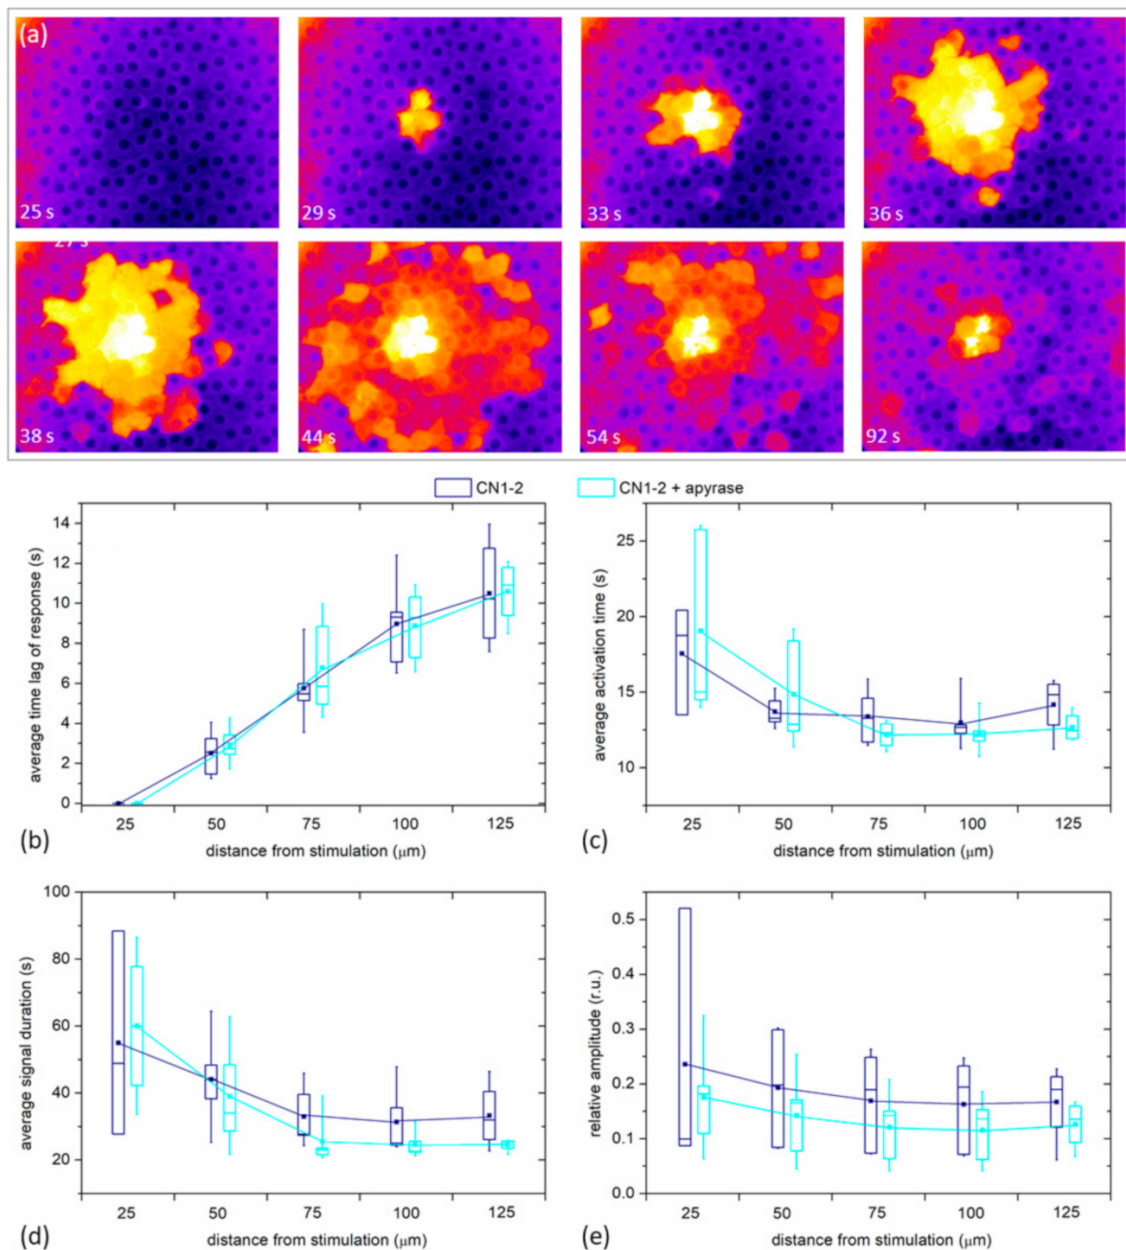 (a)
25 s
29 s
33 s
36 s
27 s
38 s
44 s
54 s
92 s
CN1-2
CN1-2 + apyrase
average time lag of response (s)
14
12
10
8
6
4
2
0
25 50 75 100 125
distance from stimulation (μm)
(b)
average activation time (s)
25
20
15
10
25 50 75 100 125
distance from stimulation (μm)
(c)
average signal duration (s)
100
80
60
40
20
25 50 75 100 125
distance from stimulation (μm)
(d)
relative amplitude (r.u.)
0.5
0.4
0.3
0.2
0.1
0.0
25 50 75 100 125
distance from stimulation (μm)
(e)